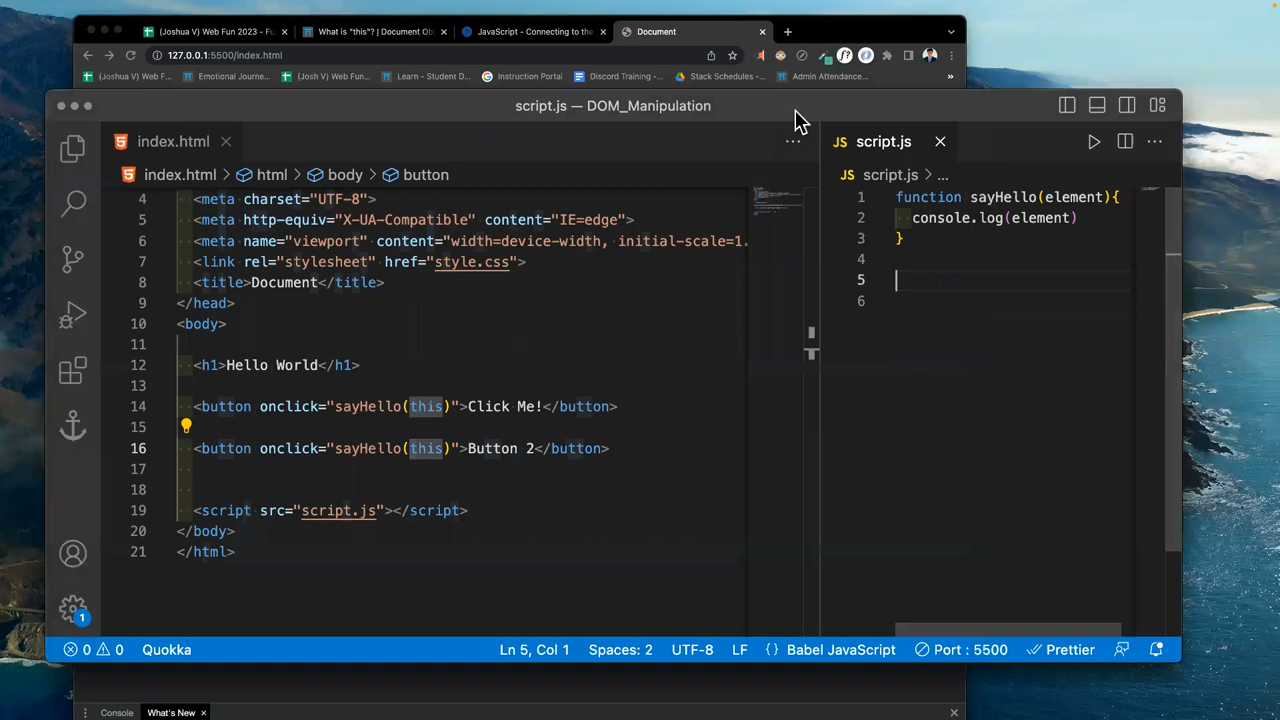 (Joshua V) Web Fun 2023 - Fu
What is "this"? | Document Ob
JavaScript - Connecting to the
Document
127.0.0.1:5500/index.html
(Joshua V) Web F...
Emotional Journe...
(Josh V) Web Fun...
Learn - Student D...
Instruction Portal
Discord Training -...
Stack Schedules -...
Admin Attendance...
script.js — DOM_Manipulation
index.html
index.html > html > body > button
4 <meta charset="UTF-8">
5 <meta http-equiv="X-UA-Compatible" content="IE=edge">
6 <meta name="viewport" content="width=device-width, initial-scale=1.
7 <link rel="stylesheet" href="style.css">
8 <title>Document</title>
9 </head>
10 <body>
11
12 <h1>Hello World</h1>
13
14 <button onclick="sayHello(this)">Click Me!</button>
15
16 <button onclick="sayHello(this)">Button 2</button>
17
18
19 <script src="script.js"></script>
20 </body>
21 </html>
JS script.js
JS script.js > ...
1 function sayHello(element){
2 console.log(element)
3 }
4
5
6
1
0 0 Quokka
Ln 5, Col 1 Spaces: 2 UTF-8 LF {} Babel JavaScript Port : 5500 Prettier
Console What's New